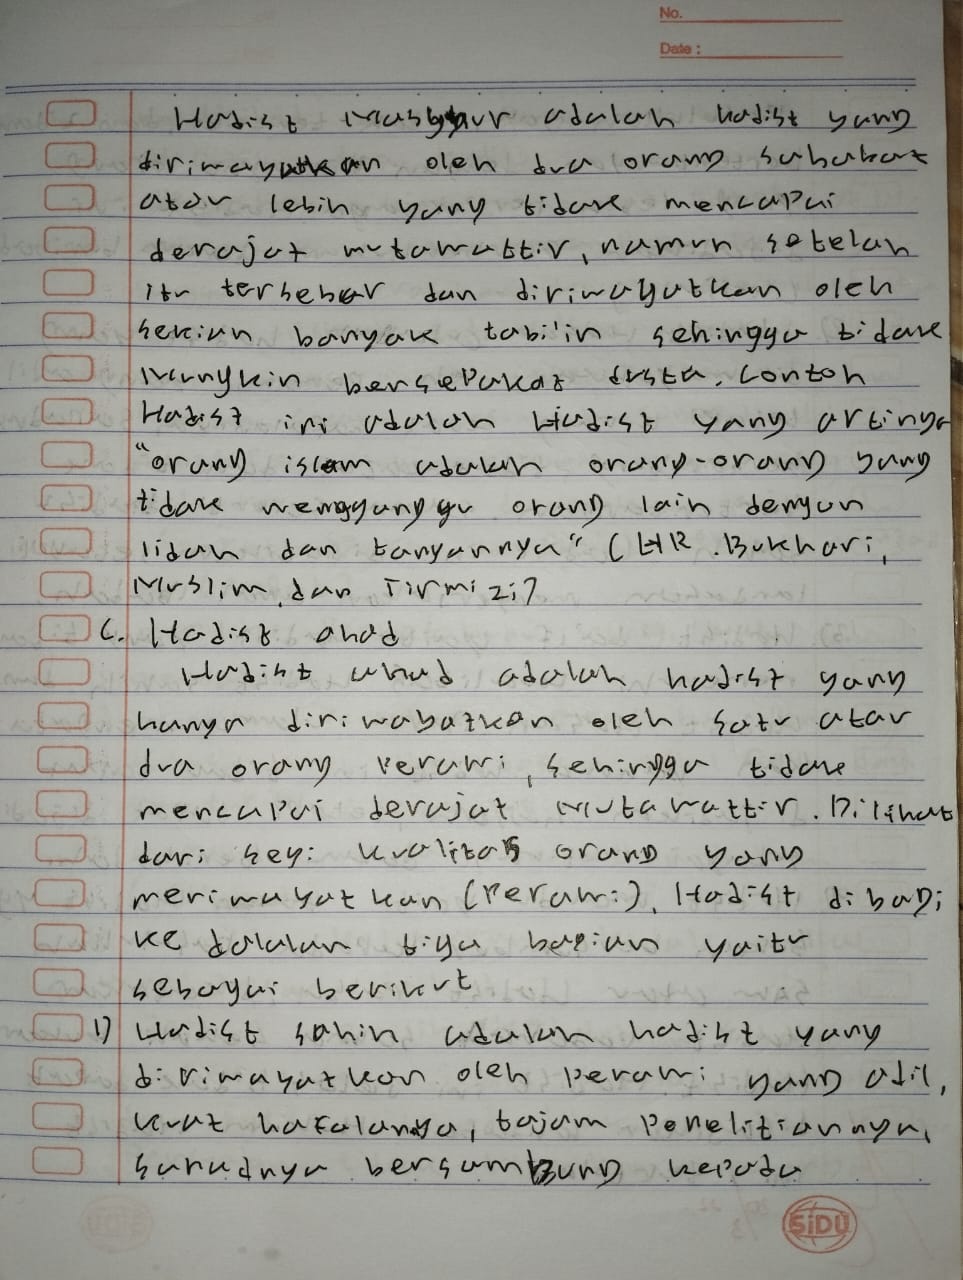 No.
Date :
Hadist Masyhur adalah hadist yang
diriwayatkan oleh dua orang sahabat
atau lebih yang tidak mencapai
derajat mutawattir, namun setelah
itu tersebar dan diriwayatkan oleh
sekian banyak tabi'in sehingga tidak
Mungkin bersepakat dusta. Contoh
Hadist ini adalah Hadist yang artinya
"orang islam adalah orang-orang yang
tidak mengganggu orang lain dengan
lidah dan tangannya" (HR. Bukhari,
Muslim, dan Tirmizi)
C. Hadist ahad
Hadist ahad adalah hadist yang
hanya diriwabatkan oleh satu atau
dua orang perawi, sehingga tidak
mencapai derajat Mutawattir. Dilihat
dari segi kualitas orang yang
meriwayatkan (Perawi), Hadist dibagi
ke dalalam tiga bagian yaitu
sebagai berikut
1) Hadist sahih adalah hadist yang
diriwayatkan oleh Perawi yang adil,
kuat hafalannya, tajam Penelitiannya,
sanadnya bersambung kepada
SIDU